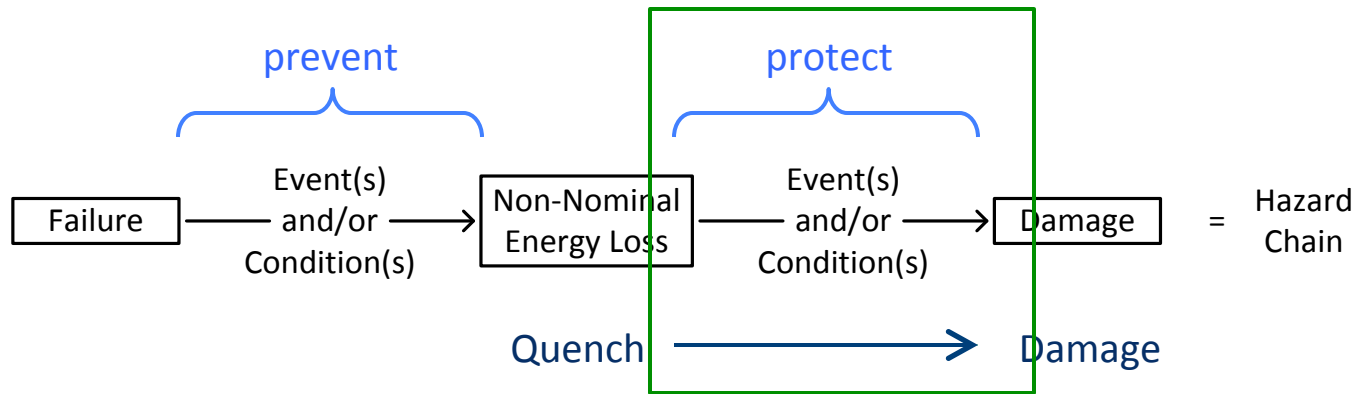 prevent
protect
Failure
Event(s)
and/or
Condition(s)
Non-Nominal
Energy Loss
Event(s)
and/or
Condition(s)
Damage
=
Hazard
Chain
Quench
Damage